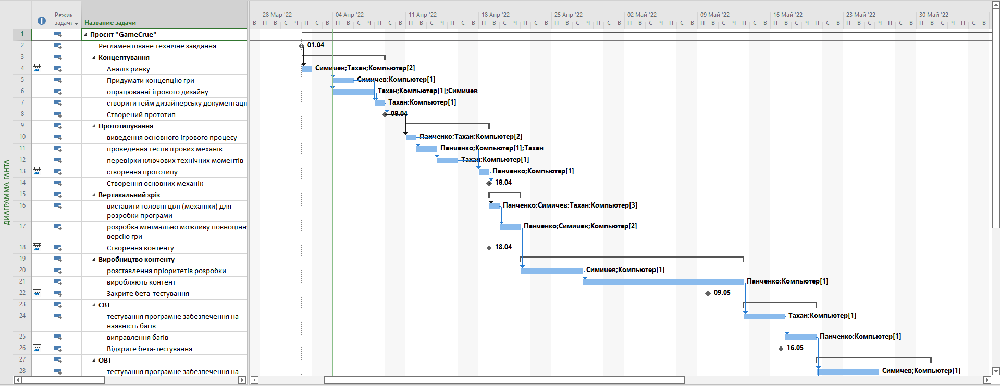 ДИАГРАММА ГАНТА
Режим
задачи
Название задачи
28 Мар '22 04 Апр '22 11 Апр '22 18 Апр '22 25 Апр '22 02 Май '22 09 Май '22 16 Май '22 23 Май '22 30 Май '22
В П В С Ч П С В П В С Ч П С В П В С Ч П С В П В С Ч П С В П В С Ч П С В П В С Ч П С В П В С Ч П С В П В С Ч П С В П В С Ч П С В П В С Ч П С В
1 Проєкт "GameCrue"
2 Регламентоване технічне завдання 01.04
3 Концептування
4 Аналіз ринку Симичев;Тахан;Компьютер[2]
5 Придумати концепцію гри Симичев;Компьютер[1]
6 опрацюванні ігрового дизайну Тахан;Компьютер[1];Симичев
7 створити гейм дизайнерську документацію Тахан;Компьютер[1]
8 Створений прототип 08.04
9 Прототипування
10 виведення основного ігрового процесу Панченко;Тахан;Компьютер[2]
11 проведення тестів ігрових механік Панченко;Компьютер[1];Тахан
12 перевірки ключових технічних моментів Тахан;Компьютер[1]
13 створення прототипу Панченко;Компьютер[1]
14 Створення основних механік 18.04
15 Вертикальний зріз
16 виставити головні цілі (механіки) для Панченко;Симичев;Тахан;Компьютер[3]
розробки програми
17 розробка мінімально можливу повноцінн Панченко;Симичев;Компьютер[2]
версію гри
18 Створення контенту 18.04
19 Виробництво контенту
20 розставлення пріоритетів розробки Симичев;Компьютер[1]
21 виробляють контент Панченко;Компьютер[1]
22 Закрите бета-тестування 09.05
23 СВТ
24 тестування програмне забезпечення на Тахан;Компьютер[1]
наявність багів
25 виправлення багів Панченко;Компьютер[1]
26 Відкрите бета-тестування 16.05
27 ОВТ
28 тестування програмне забезпечення на Симичев;Компьютер[1]